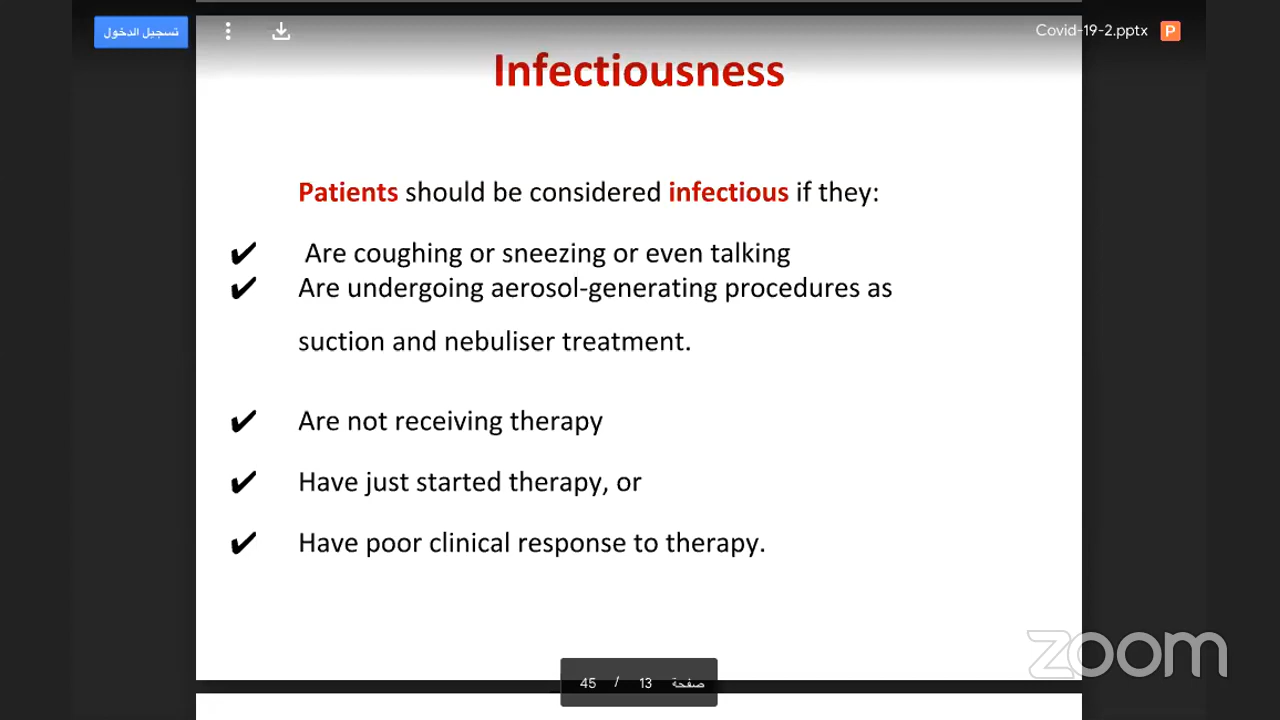 تسجيل الدخول
Covid-19-2.pptx P
Infectiousness
Patients should be considered infectious if they:
✔ Are coughing or sneezing or even talking
✔ Are undergoing aerosol-generating procedures as
suction and nebuliser treatment.
✔ Are not receiving therapy
✔ Have just started therapy, or
✔ Have poor clinical response to therapy.
zoom
صفحة 13 / 45